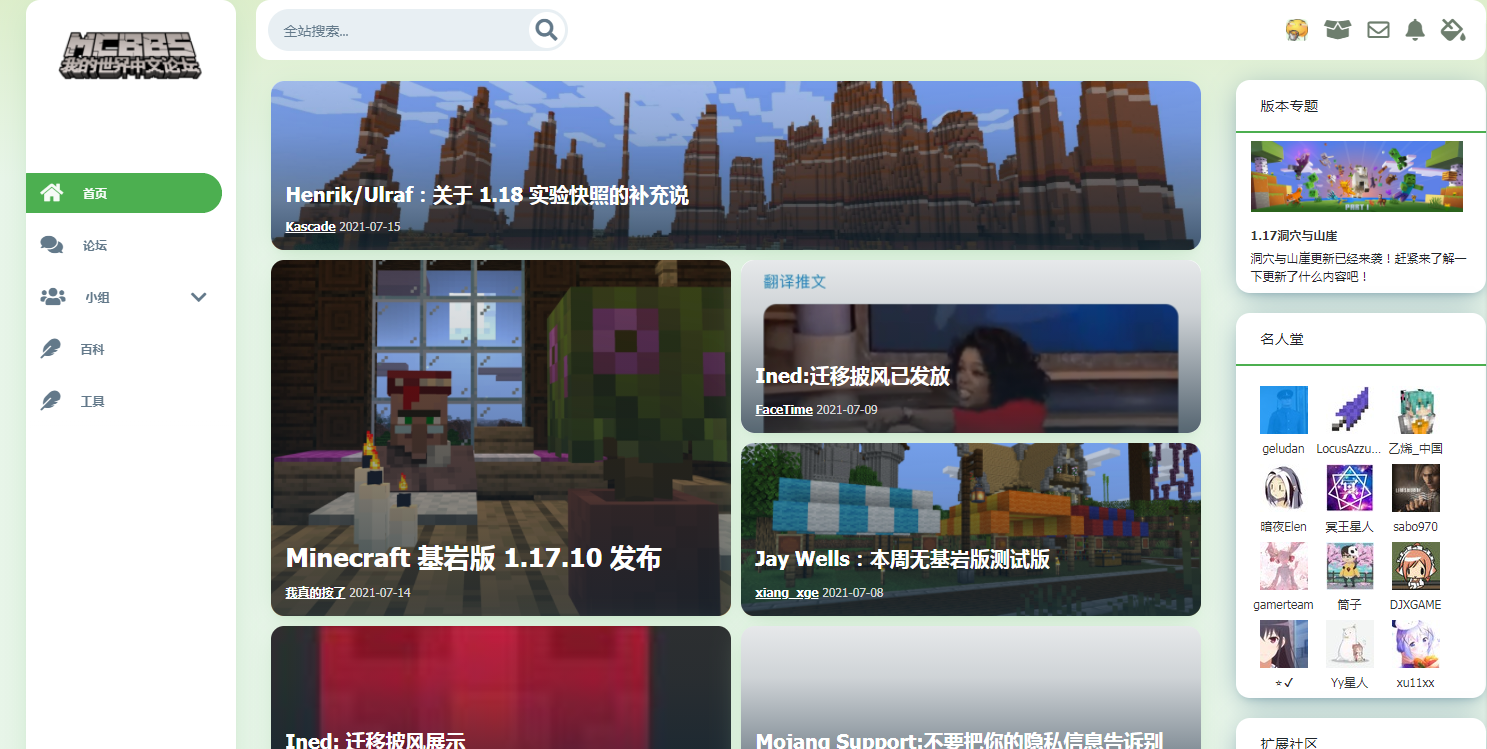 MCBBS
我的世界中文论坛
全站搜索...
首页
论坛
小组
百科
工具
Henrik/Ulraf：关于 1.18 实验快照的补充说
Kascade 2021-07-15
Minecraft 基岩版 1.17.10 发布
我真的按了 2021-07-14
翻译推文
Ined:迁移披风已发放
FaceTime 2021-07-09
Jay Wells：本周无基岩版测试版
xiang_xge 2021-07-08
Ined: 迁移披风展示
Mojang Support:不要把你的隐私信息告诉别
版本专题
PART I
1.17洞穴与山崖
洞穴与山崖更新已经来袭！赶紧来了解一
下更新了什么内容吧！
名人堂
geludan LocusAzzu... 乙烯_中国
暗夜Elen 冥王星人 sabo970
gamerteam 筒子 DJXGAME
⭐✓ Yy星人 xu11xx
扩展社区